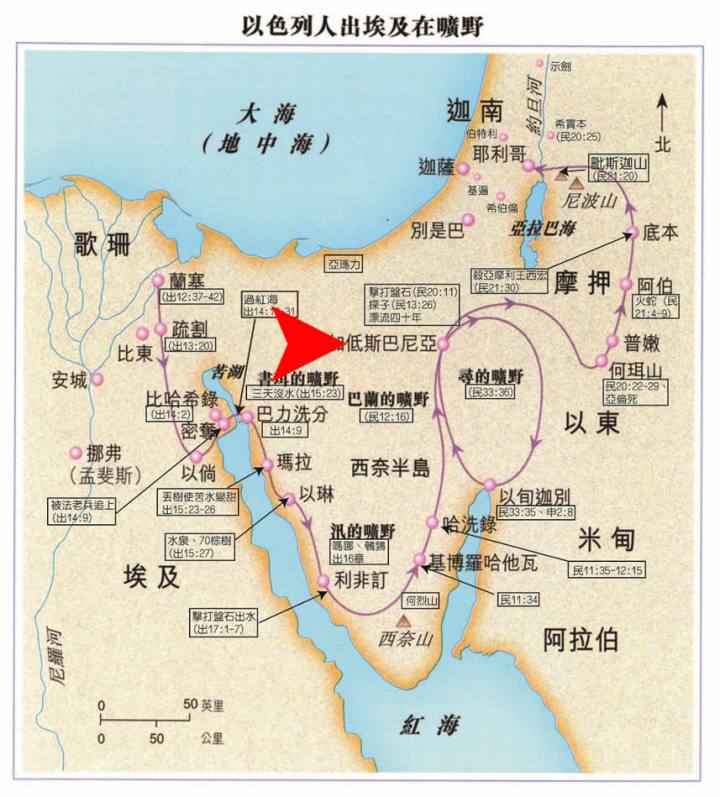 以色列人出埃及在曠野
大海
(地中海)
迦南
約旦河
示劍
伯特利
希實本
(民20:25)
北
耶利哥
毗斯迦山
(民21:20)
迦薩
基遍
希伯倫
尼波山
別是巴
亞拉巴海
底本
歌珊
亞瑪力
殺亞摩利王西宏
(民21:30)
摩押
蘭塞
(出12:37-42)
過紅海
擊打盤石(民20:11)
探子(民13:26)
漂流四十年
阿伯
火蛇(民
21:4-9)
疏割
(出13:20)
比東
低斯巴尼亞
普嫩
何珥山
民20:22-29、
亞倫死
安城
苦湖
的曠野
三天沒水(出15:23)
巴蘭的曠野
(民12:16)
尋的曠野
(民33:36)
以東
比哈希錄
(出14:2)
密奪
巴力洗分
出14:9
挪弗
(孟斐斯)
以倘
瑪拉
西奈半島
以旬迦別
民33:35、申2:8
被法老兵追上
(出14:9)
丟樹使苦水變甜
出15:23-26
以琳
哈洗錄
米甸
水泉、70棕樹
(出15:27)
汛的曠野
嗎哪、鵪鶉
出16章
基博羅哈他瓦
民11:35-12:15
埃及
利非訂
何烈山
民11:34
擊打盤石出水
(出17:1-7)
西奈山
阿拉伯
尼羅河
0 50 英里
0 50 公里
紅海